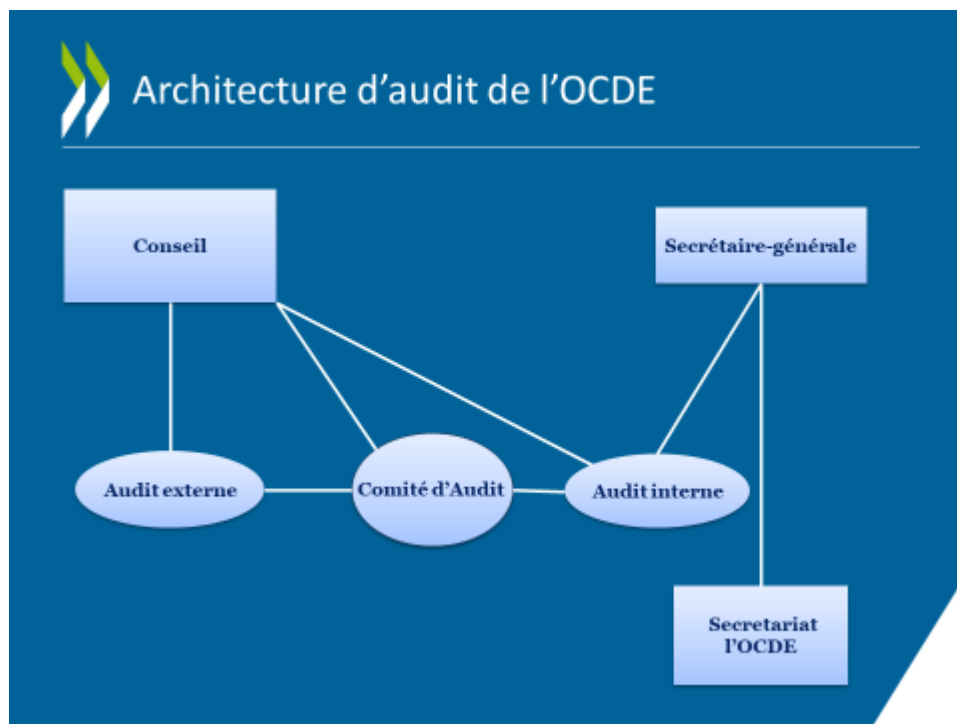 Architecture d’audit de l’OCDE
Conseil
Secrétaire-générale
Audit externe
Comité d’Audit
Audit interne
Secretariat
l’OCDE